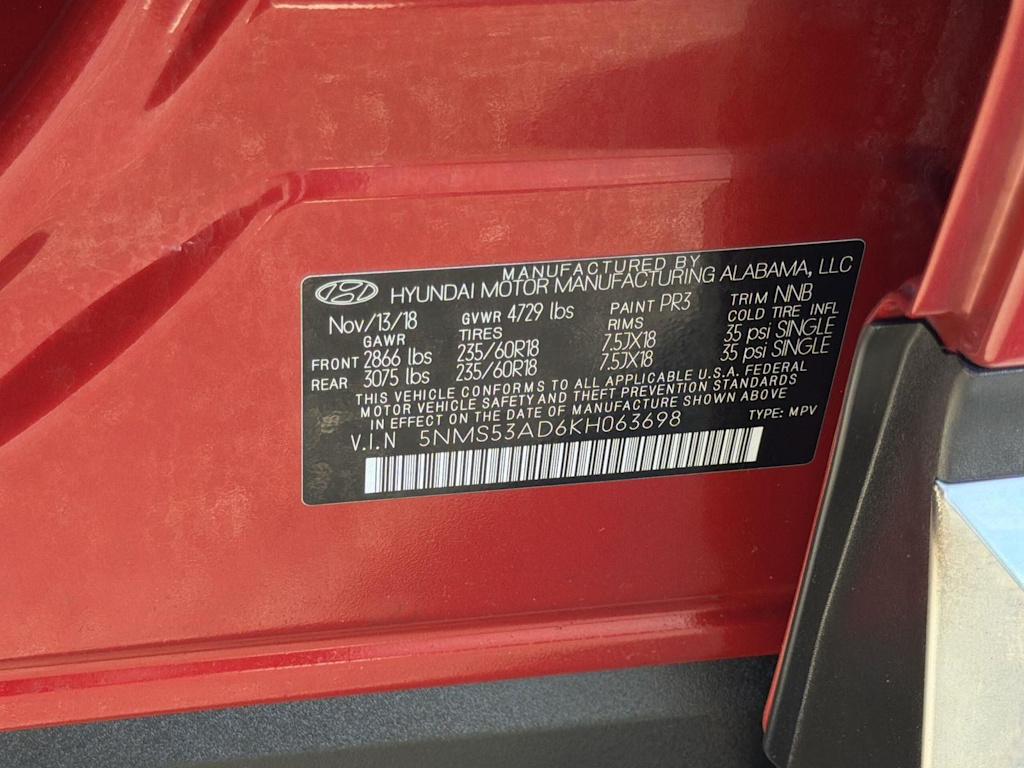 MANUFACTURED BY
HYUNDAI MOTOR MANUFACTURING ALABAMA, LLC
Nov/13/18 GVWR 4729 lbs PAINT PR3 TRIM NNB
GAWR TIRES RIMS COLD TIRE INFL
FRONT 2866 lbs 235/60R18 7.5JX18 35 psi SINGLE
REAR 3075 lbs 235/60R18 7.5JX18 35 psi SINGLE
THIS VEHICLE CONFORMS TO ALL APPLICABLE U.S.A. FEDERAL
MOTOR VEHICLE SAFETY AND THEFT PREVENTION STANDARDS
IN EFFECT ON THE DATE OF MANUFACTURE SHOWN ABOVE
V.I.N 5NMS53AD6KH063698 TYPE: MPV